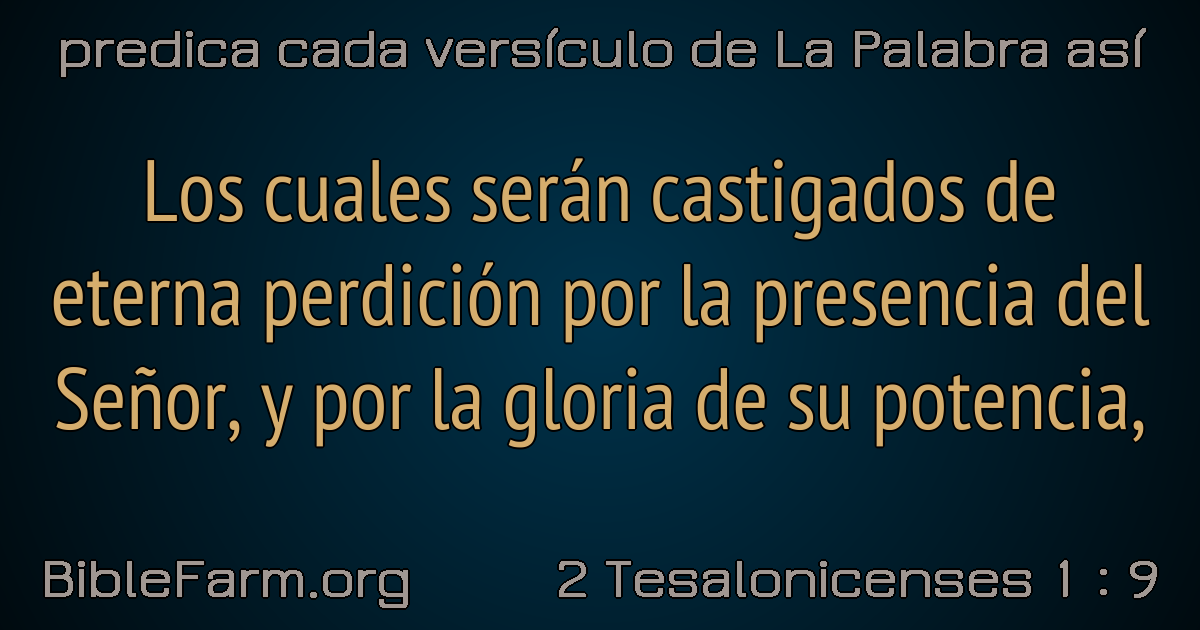 predica cada versículo de La Palabra así
Los cuales serán castigados de
eterna perdición por la presencia del
Señor, y por la gloria de su potencia,
BibleFarm.org 2 Tesalonicenses 1 : 9